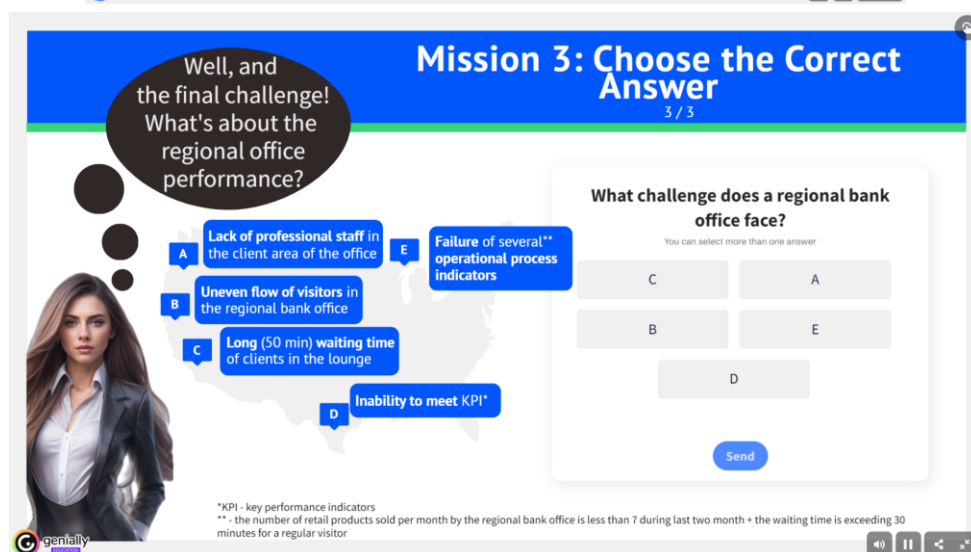 Well, and
the final challenge!
What's about the
regional office
performance?
Mission 3: Choose the Correct
Answer
3 / 3
A
Lack of professional staff in
the client area of the office
B
Uneven flow of visitors in
the regional bank office
C
Long (50 min) waiting time
of clients in the lounge
D
Inability to meet KPI*
E
Failure of several**
operational process
indicators
What challenge does a regional bank
office face?
You can select more than one answer
C
A
B
E
D
Send
*KPI - key performance indicators
** - the number of retail products sold per month by the regional bank office is less than 7 during last two month + the waiting time is exceeding 30
minutes for a regular visitor
genially
EDUCATION